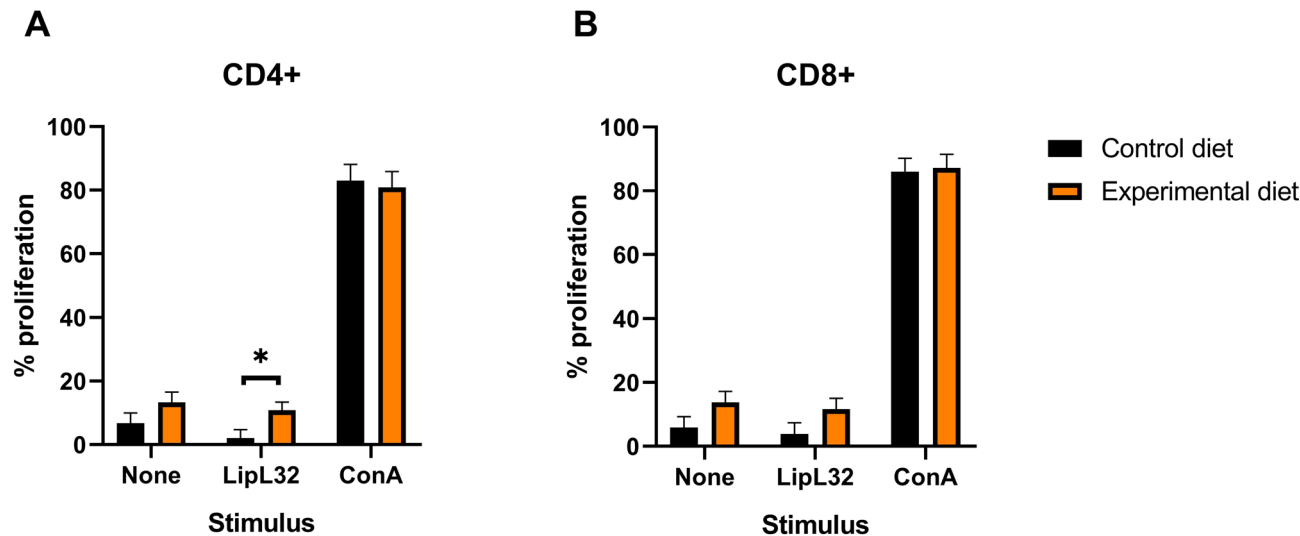 A
CD4+
% proliferation
100
80
60
40
20
0
*
None LipL32 ConA
Stimulus
B
CD8+
% proliferation
100
80
60
40
20
0
None LipL32 ConA
Stimulus
Control diet
Experimental diet